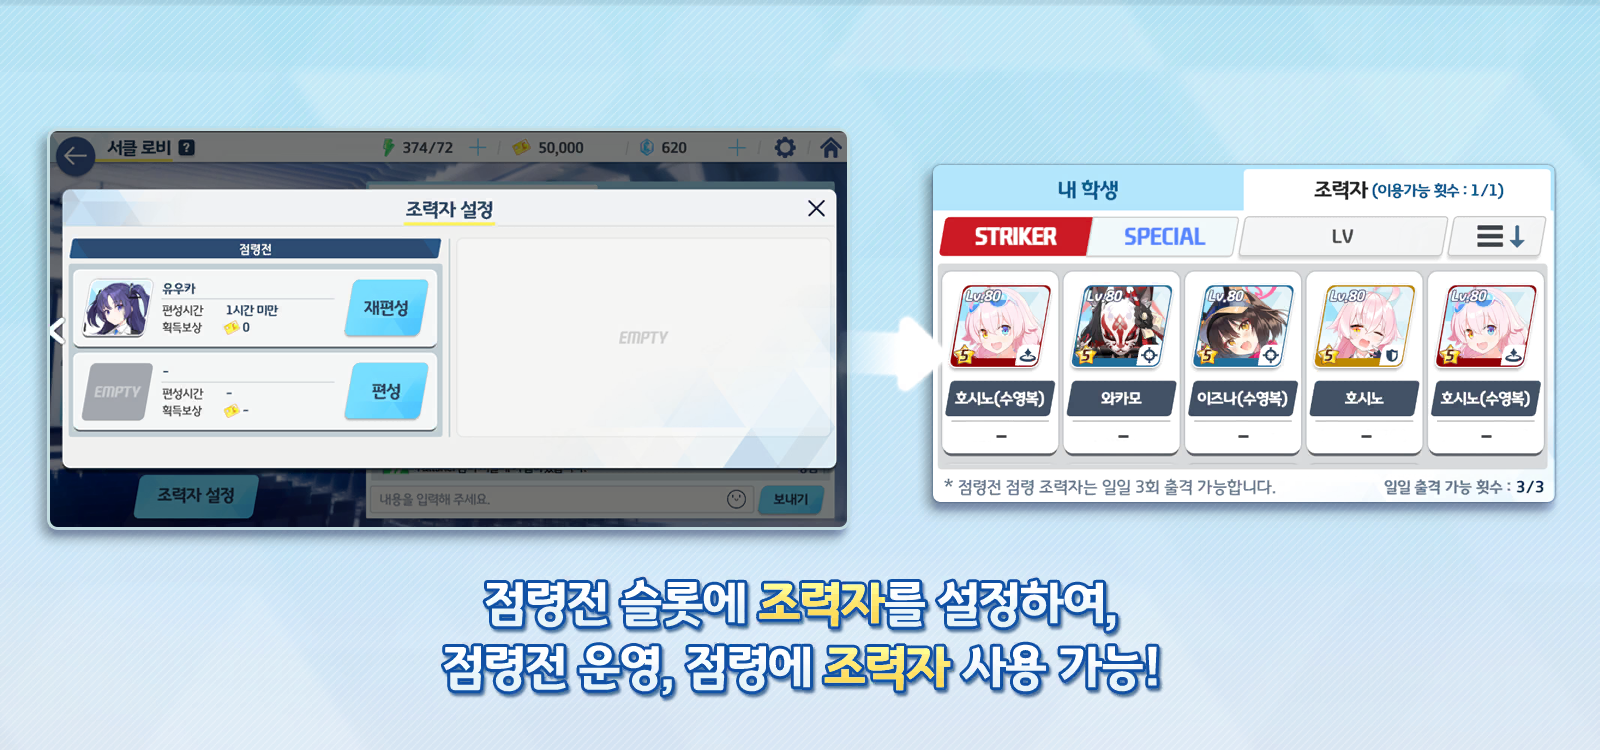 서클 로비 ?
374/72
50,000
620
조력자 설정
점령전
유우카
편성시간 1시간 미만
획득보상 0
재편성
EMPTY
-
편성시간 -
획득보상 -
편성
EMPTY
조력자 설정
내용을 입력해 주세요.
보내기
내 학생
조력자 (이용가능 횟수 : 1/1)
STRIKER
SPECIAL
LV
Lv.80
5
호시노(수영복)
-
Lv.80
5
와카모
-
Lv.80
5
이즈나(수영복)
-
Lv.80
5
호시노
-
Lv.80
5
호시노(수영복)
-
* 점령전 점령 조력자는 일일 3회 출격 가능합니다.
일일 출격 가능 횟수 : 3/3
점령전 슬롯에 조력자를 설정하여,
점령전 운영, 점령에 조력자 사용 가능!